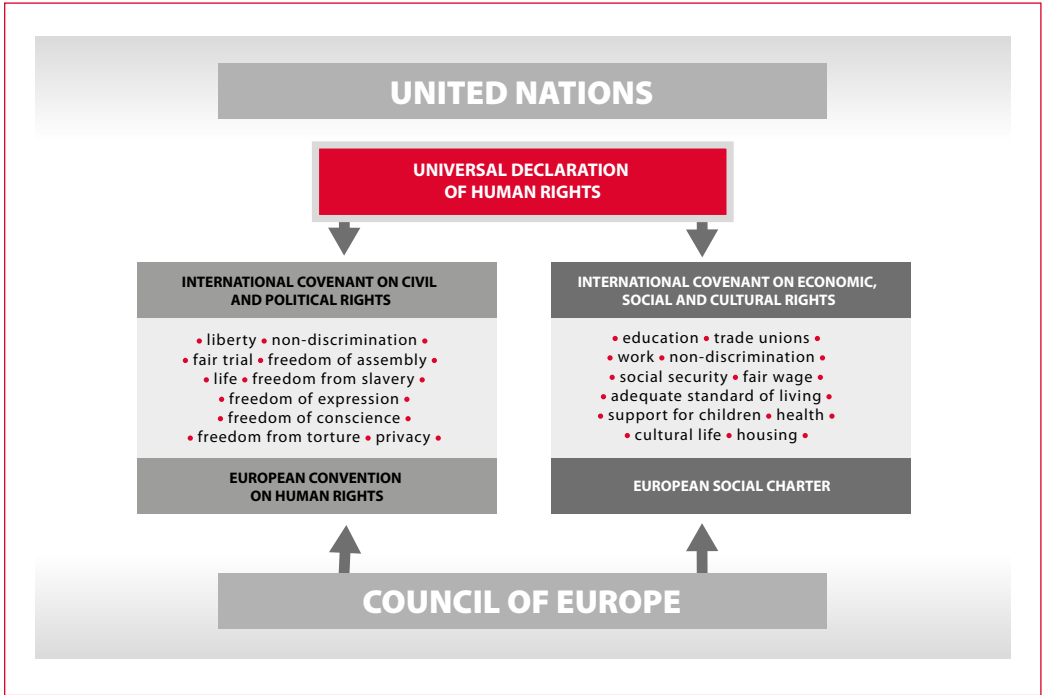 UNITED NATIONS
UNIVERSAL DECLARATION
OF HUMAN RIGHTS
INTERNATIONAL COVENANT ON CIVIL
AND POLITICAL RIGHTS
• liberty • non-discrimination •
• fair trial • freedom of assembly •
• life • freedom from slavery •
• freedom of expression •
• freedom of conscience •
• freedom from torture • privacy •
EUROPEAN CONVENTION
ON HUMAN RIGHTS
INTERNATIONAL COVENANT ON ECONOMIC,
SOCIAL AND CULTURAL RIGHTS
• education • trade unions •
• work • non-discrimination •
• social security • fair wage •
• adequate standard of living •
• support for children • health •
• cultural life • housing •
EUROPEAN SOCIAL CHARTER
COUNCIL OF EUROPE